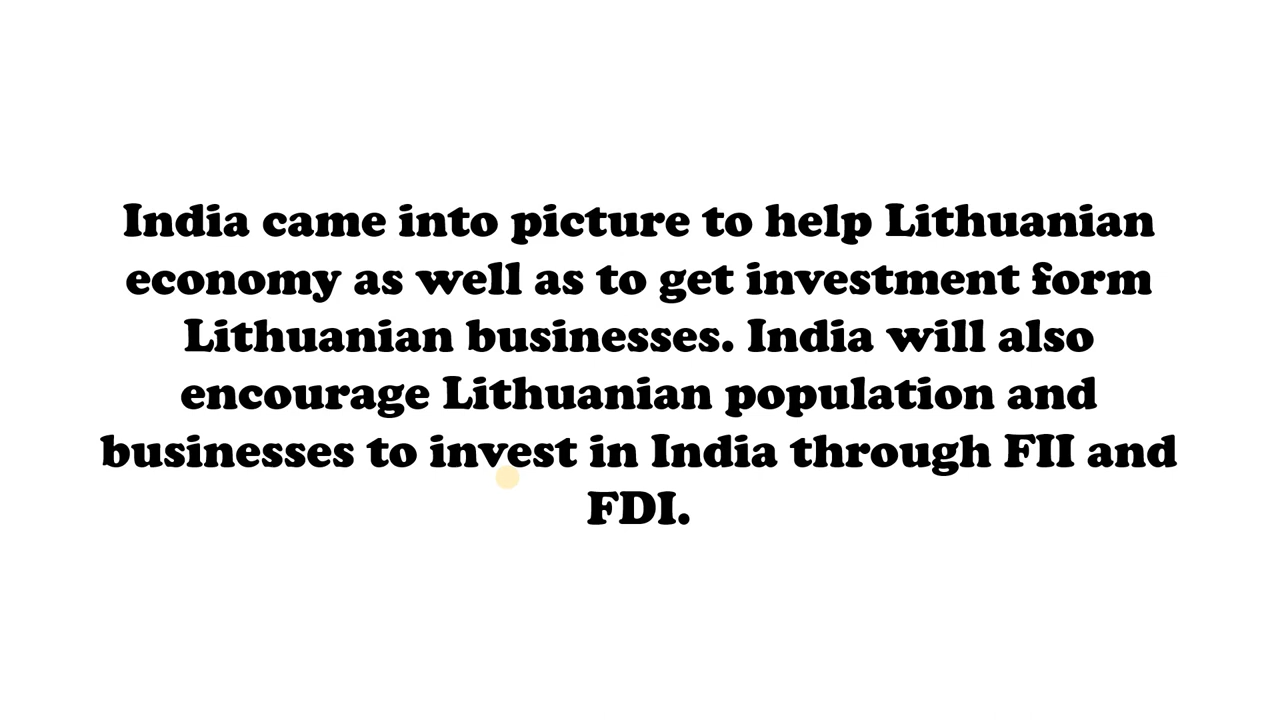 India came into picture to help Lithuanian
economy as well as to get investment form
Lithuanian businesses. India will also
encourage Lithuanian population and
businesses to invest in India through FII and
FDI.